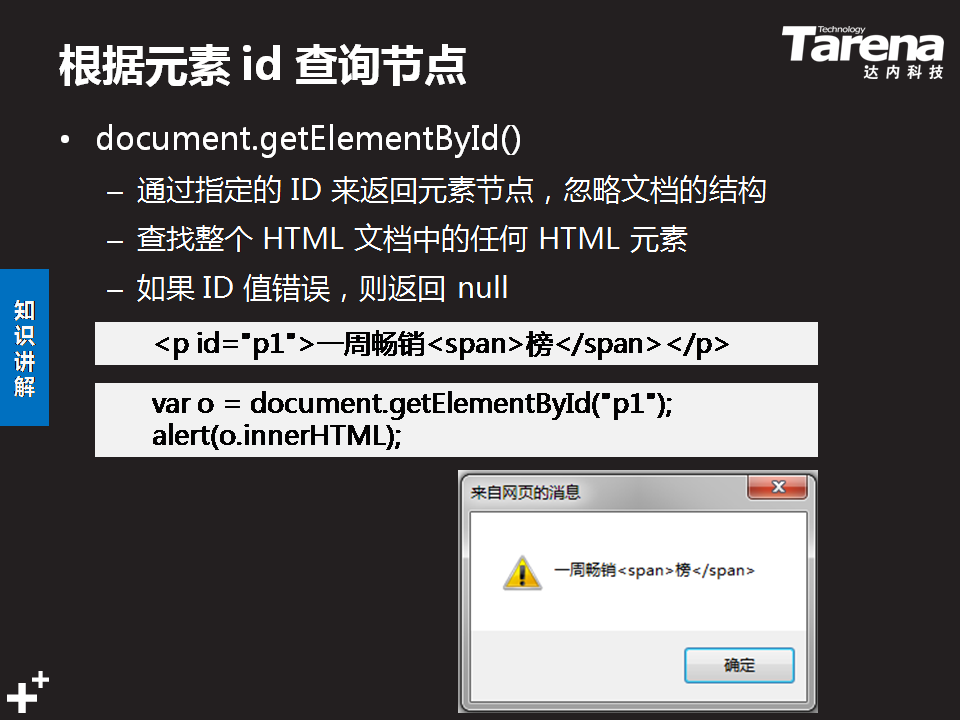 根据元素 id 查询节点
Technology
Tarena
达内科技
• document.getElementById()
– 通过指定的 ID 来返回元素节点，忽略文档的结构
– 查找整个 HTML 文档中的任何 HTML 元素
– 如果 ID 值错误，则返回 null
知识讲解
<p id="p1">一周畅销<span>榜</span></p>
var o = document.getElementById("p1");
alert(o.innerHTML);
来自网页的消息
一周畅销<span>榜</span>
确定